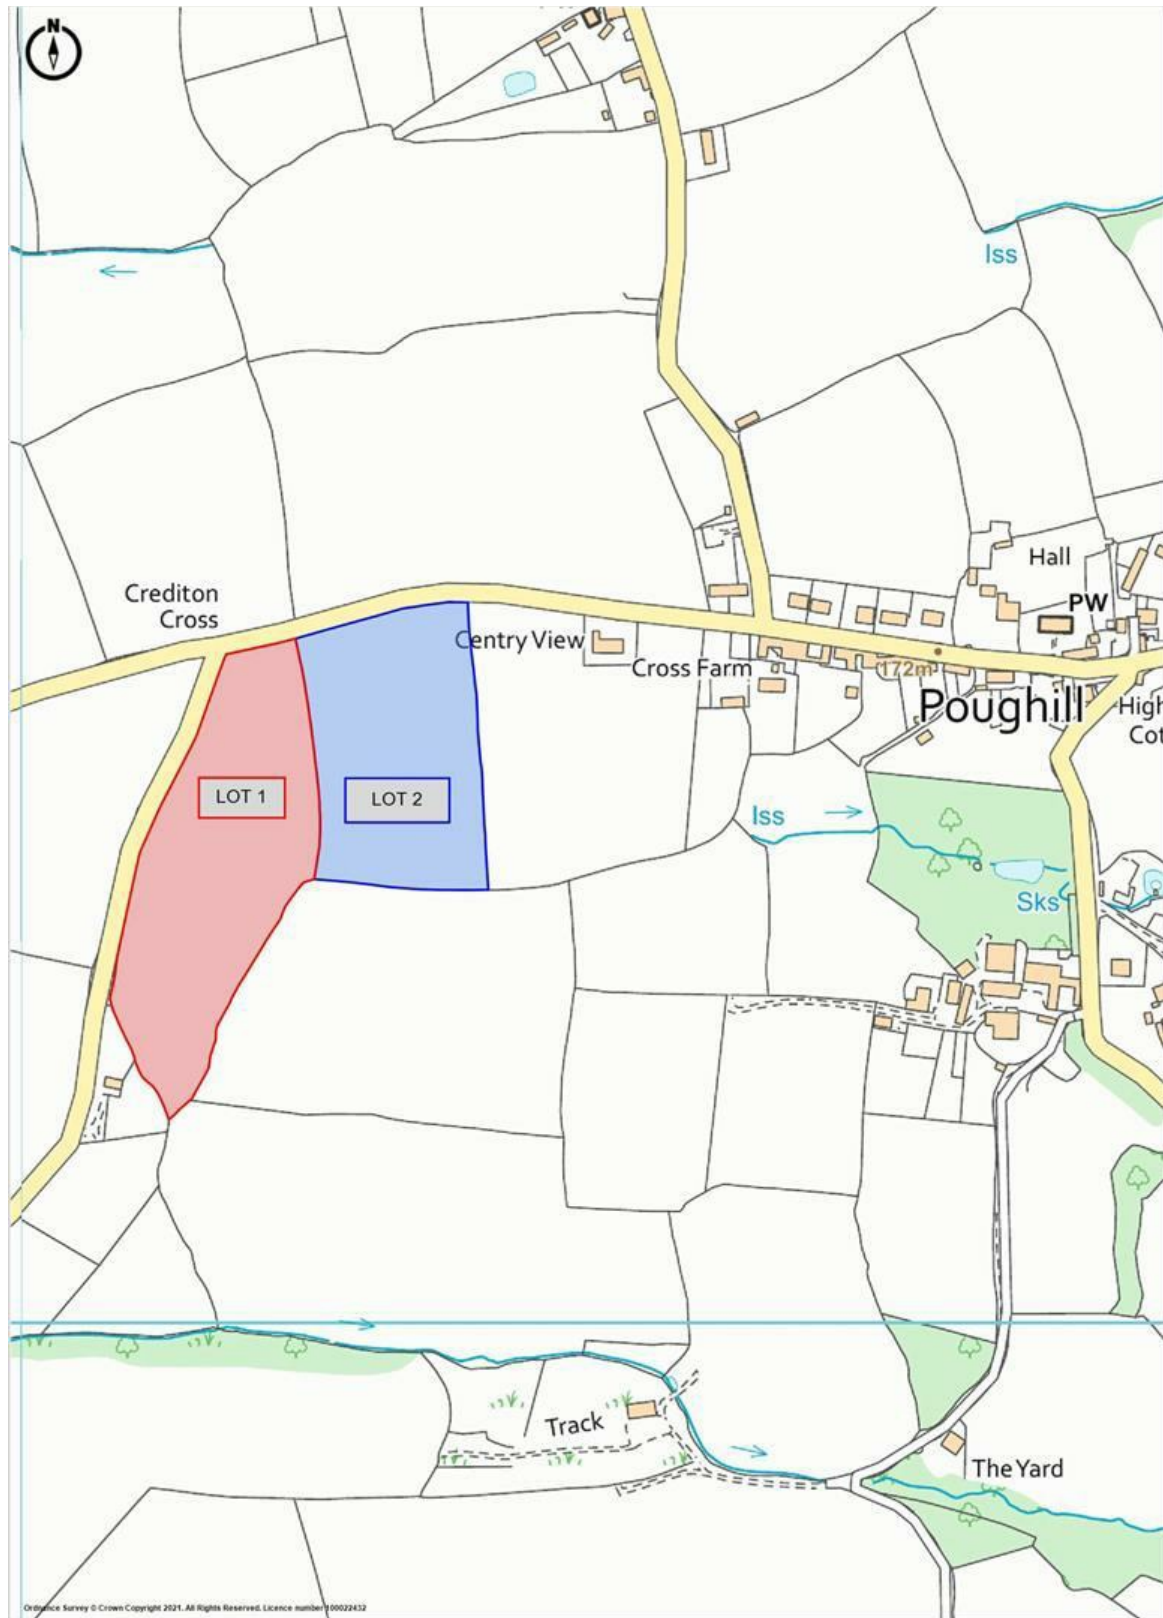 N
Iss
Crediton
Cross
Hall
PW
Centry View
Cross Farm
172m
Poughill
High
Cot
LOT 1
LOT 2
Iss
Sks
Track
The Yard
Ordnance Survey © Crown Copyright 2021. All Rights Reserved. Licence number 100022432